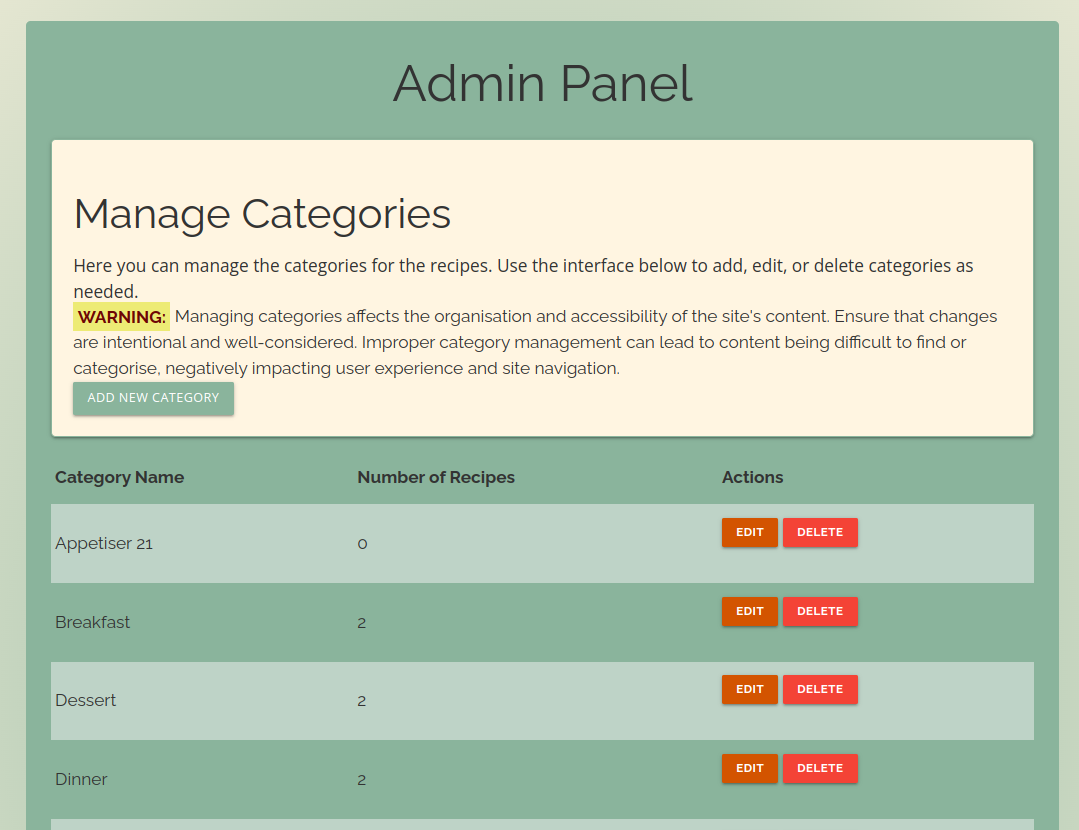 Admin Panel
Manage Categories
Here you can manage the categories for the recipes. Use the interface below to add, edit, or delete categories as
needed.
WARNING: Managing categories affects the organisation and accessibility of the site's content. Ensure that changes
are intentional and well-considered. Improper category management can lead to content being difficult to find or
categorise, negatively impacting user experience and site navigation.
ADD NEW CATEGORY
Category Name Number of Recipes Actions
Appetiser 21 0 EDIT DELETE
Breakfast 2 EDIT DELETE
Dessert 2 EDIT DELETE
Dinner 2 EDIT DELETE